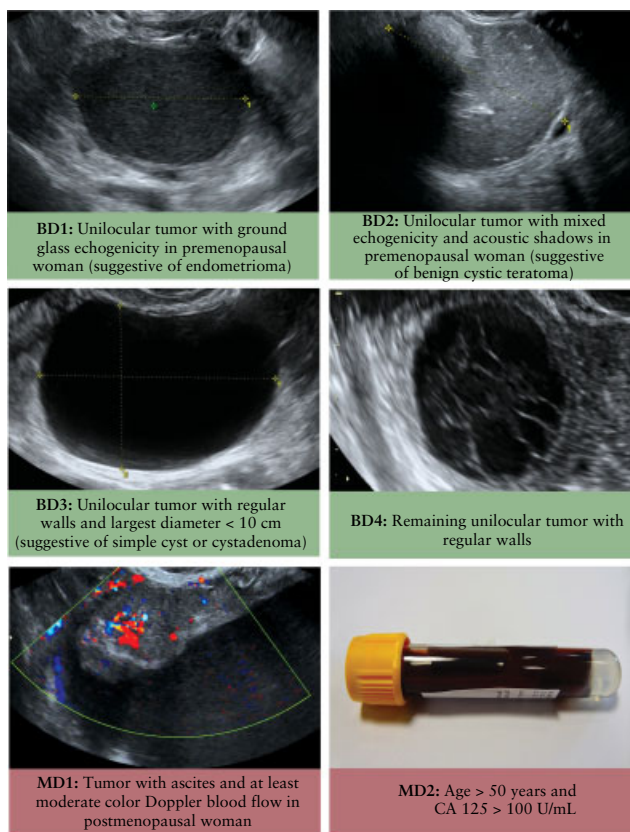 BD1: Unilocular tumor with ground
glass echogenicity in premenopausal
woman (suggestive of endometrioma)
BD2: Unilocular tumor with mixed
echogenicity and acoustic shadows in
premenopausal woman (suggestive
of benign cystic teratoma)
BD3: Unilocular tumor with regular
walls and largest diameter < 10 cm
(suggestive of simple cyst or cystadenoma)
BD4: Remaining unilocular tumor with
regular walls
MD1: Tumor with ascites and at least
moderate color Doppler blood flow in
postmenopausal woman
MD2: Age > 50 years and
CA 125 > 100 U/mL